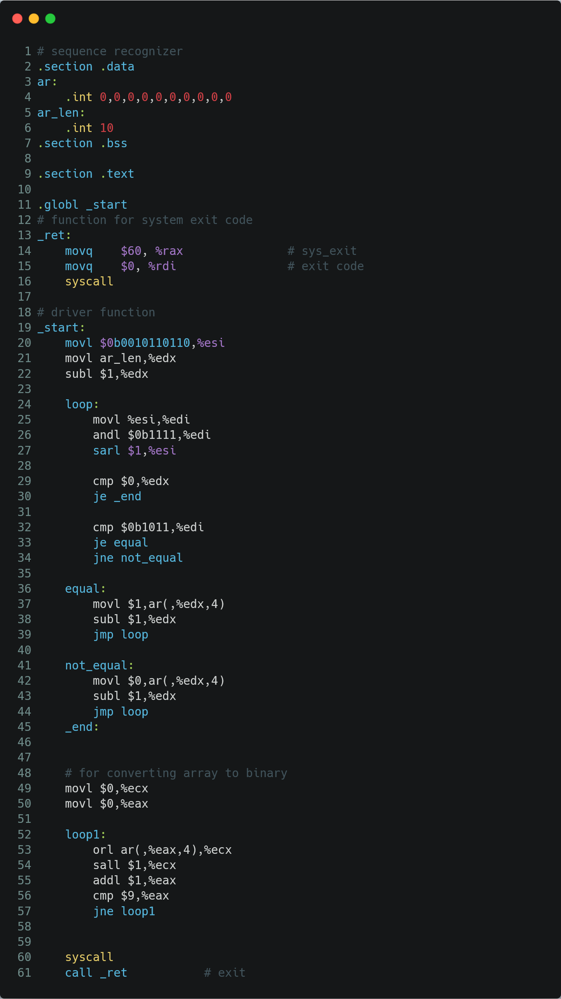 1 # sequence recognizer
2 .section .data
3 ar:
4     .int 0,0,0,0,0,0,0,0,0,0
5 ar_len:
6     .int 10
7 .section .bss
8
9 .section .text
10
11 .globl _start
12 # function for system exit code
13 _ret:
14     movq    $60, %rax               # sys_exit
15     movq    $0, %rdi                # exit code
16     syscall
17
18 # driver function
19 _start:
20     movl $0b0010110110,%esi
21     movl ar_len,%edx
22     subl $1,%edx
23
24     loop:
25         movl %esi,%edi
26         andl $0b1111,%edi
27         sarl $1,%esi
28
29         cmp $0,%edx
30         je _end
31
32         cmp $0b1011,%edi
33         je equal
34         jne not_equal
35
36     equal:
37         movl $1,ar(,%edx,4)
38         subl $1,%edx
39         jmp loop
40
41     not_equal:
42         movl $0,ar(,%edx,4)
43         subl $1,%edx
44         jmp loop
45     _end:
46
47
48     # for converting array to binary
49     movl $0,%ecx
50     movl $0,%eax
51
52     loop1:
53         orl ar(,%eax,4),%ecx
54         sall $1,%ecx
55         addl $1,%eax
56         cmp $9,%eax
57         jne loop1
58
59
60     syscall
61     call _ret           # exit